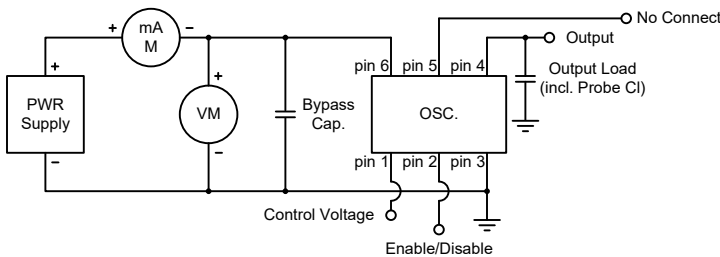 mA
M
+
–
No Connect
Output
pin 6
pin 5
pin 4
+
+
PWR
Supply
VM
Bypass
Cap.
OSC.
Output Load
(incl. Probe Cl)
–
–
pin 1
pin 2
pin 3
Control Voltage
Enable/Disable